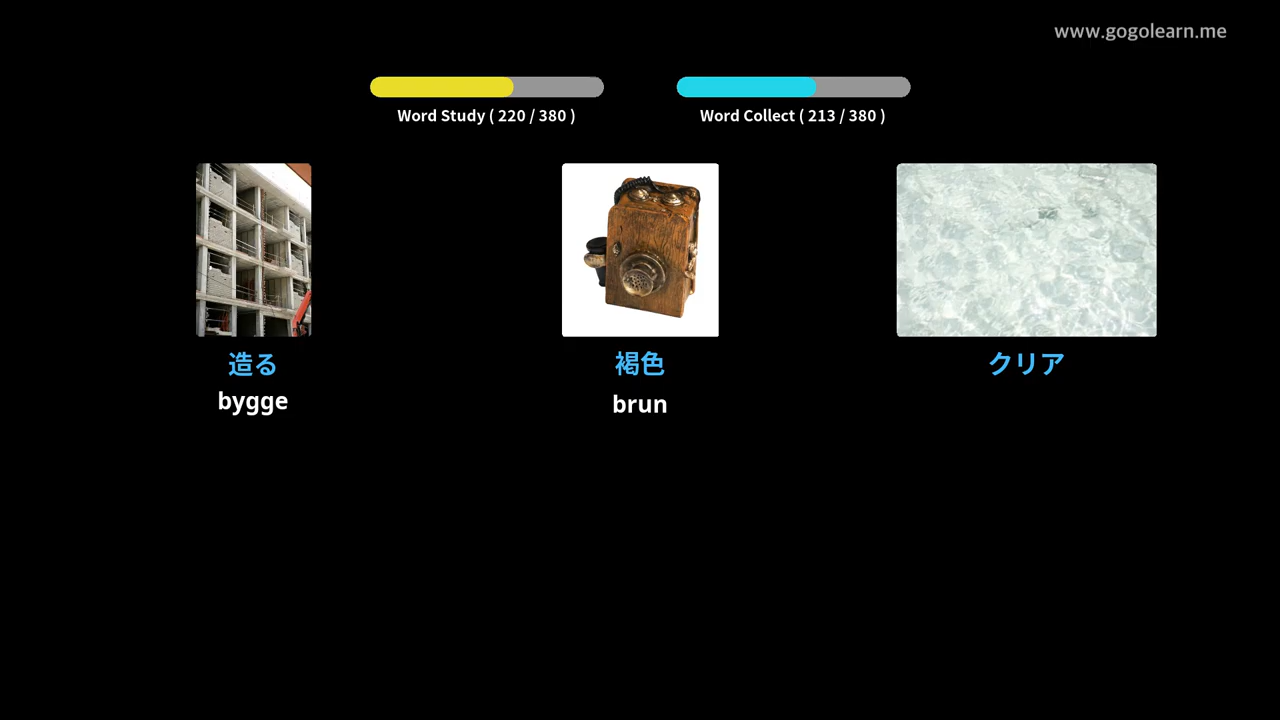 www.gogolearn.me
Word Study ( 220 / 380 )
Word Collect ( 213 / 380 )
造る
褐色
クリア
bygge
brun